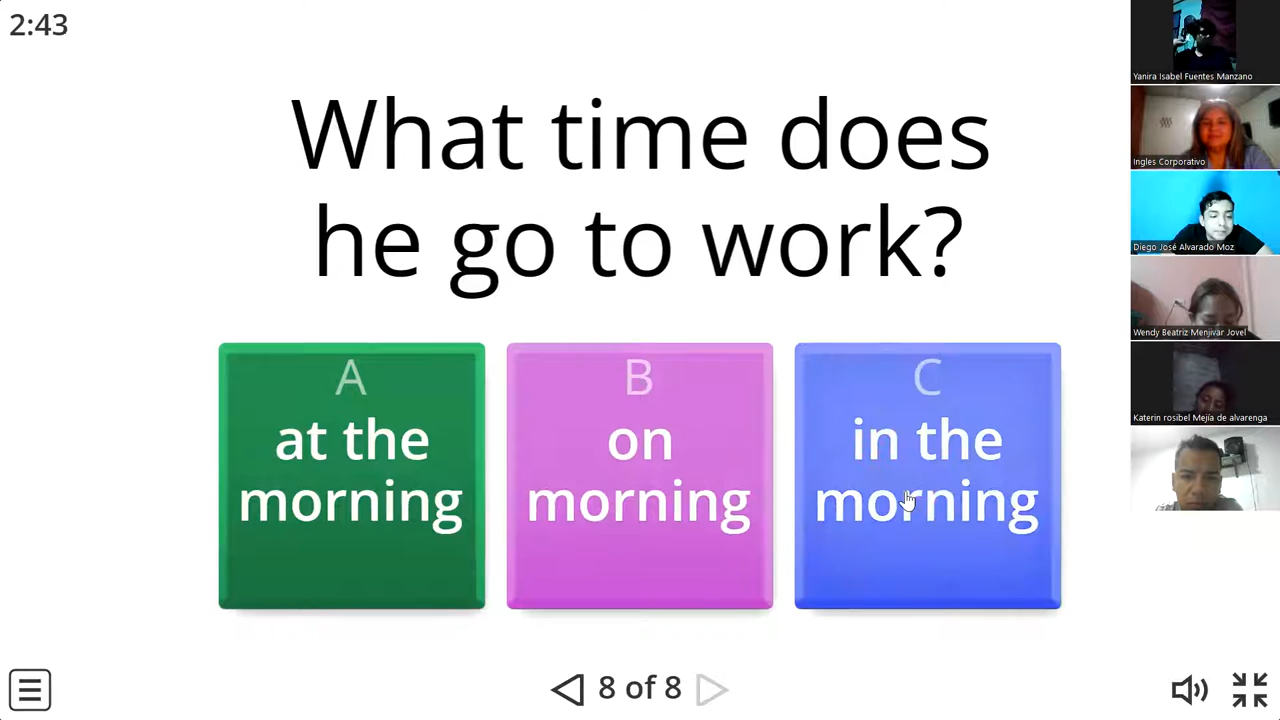 2:43
What time does
he go to work?
A
at the
morning
B
on
morning
C
in the
morning
8 of 8
Yanira Isabel Fuentes Manzano
Ingles Corporativo
Diego José Alvarado Moz
Wendy Beatriz Menjivar Jovel
Katerin rosibel Mejía de alvarenga